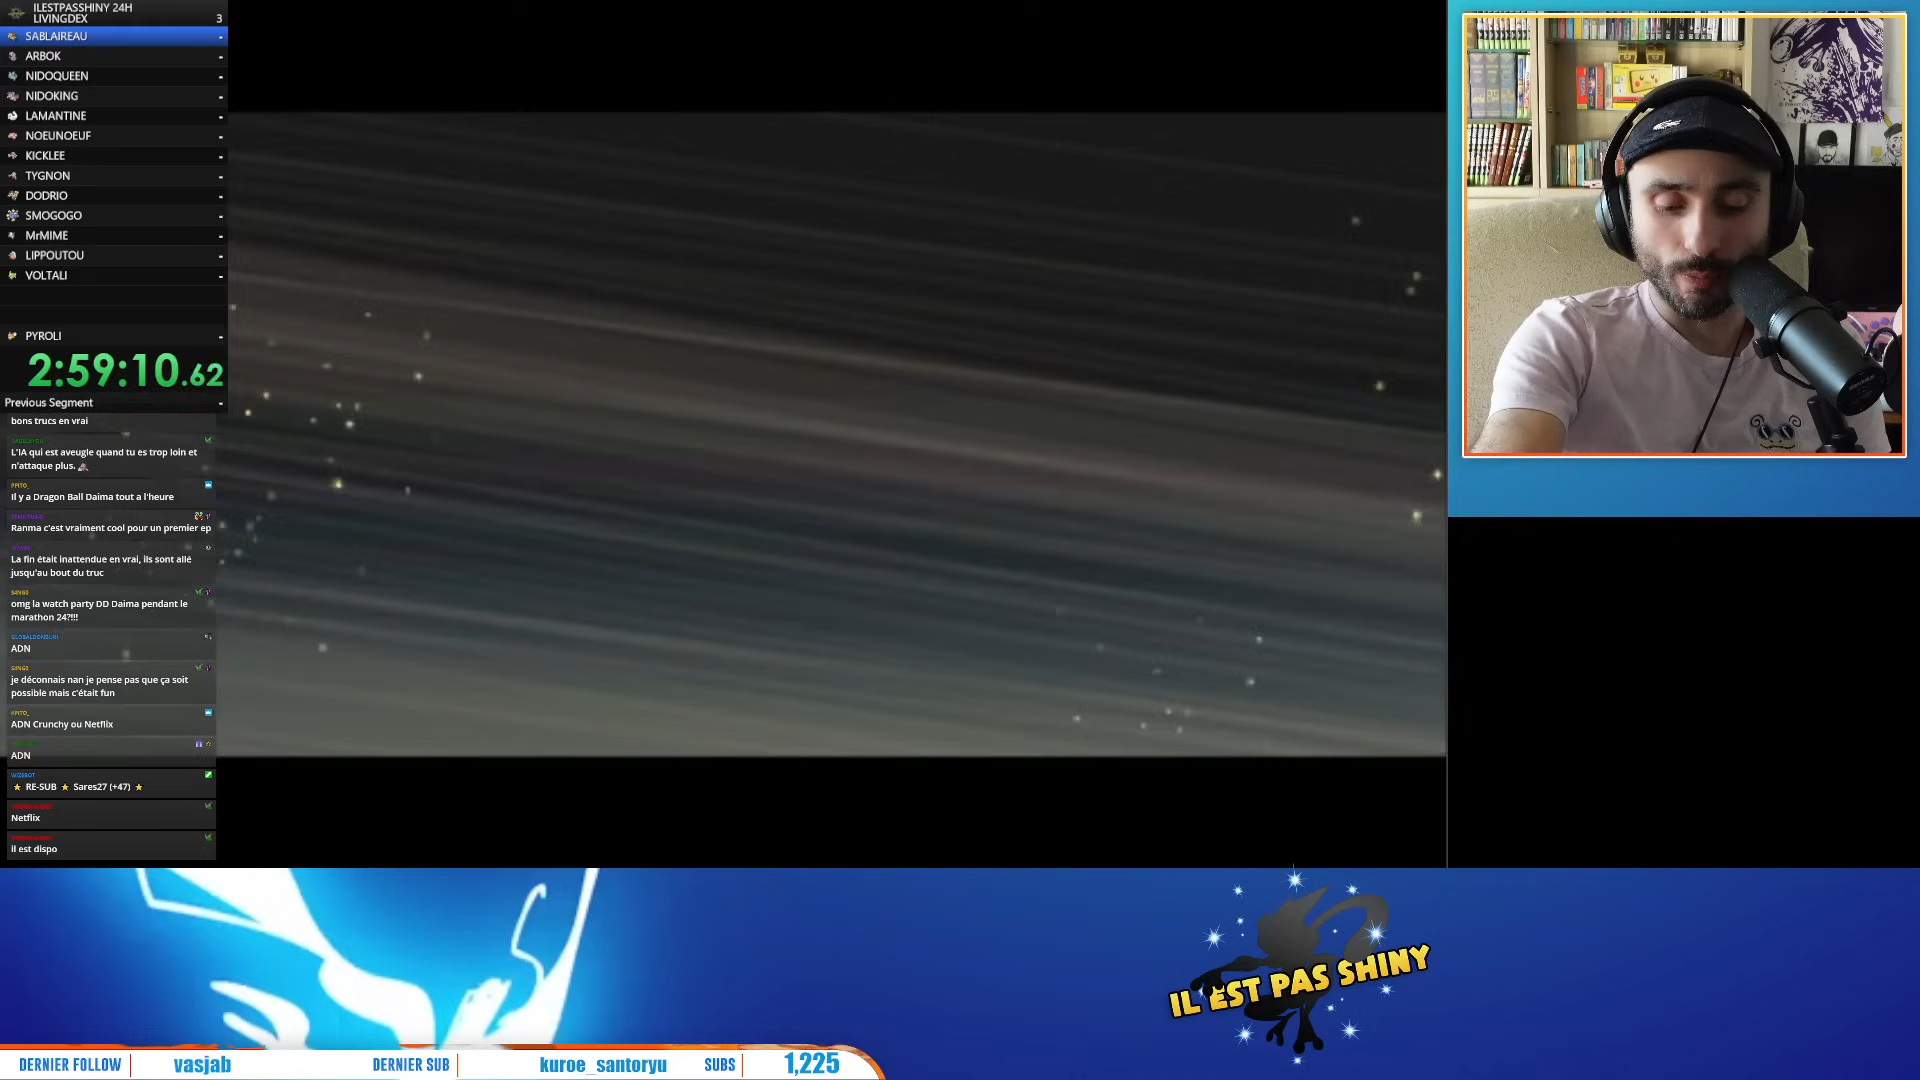 ILESTPASSHINY 24H
LIVINGDEX 3
SABLAIREAU -
ARBOK -
NIDOQUEEN -
NIDOKING -
LAMANTINE -
NOEUNOEUF -
KICKLEE -
TYGNON -
DODRIO -
SMOGOGO -
MrMIME -
LIPPOUTOU -
VOLTALI -
PYROLI -
2:59:10.62
Previous Segment -
bons trucs en vrai
L'IA qui est aveugle quand tu es trop loin et
n'attaque plus.
Il y a Dragon Ball Daima tout a l'heure
Ranma c'est vraiment cool pour un premier ep
La fin était inattendue en vrai, ils sont allé
jusqu'au bout du truc
omg la watch party DD Daima pendant le
marathon 24?!!!
ADN
je déconnais nan je pense pas que ça soit
possible mais c'était fun
ADN Crunchy ou Netflix
ADN
WIZEBOT
RE-SUB Sares27 (+47)
Netflix
il est dispo
IL EST PAS SHINY
DERNIER FOLLOW vasjab DERNIER SUB kuroe_santoryu SUBS 1,225